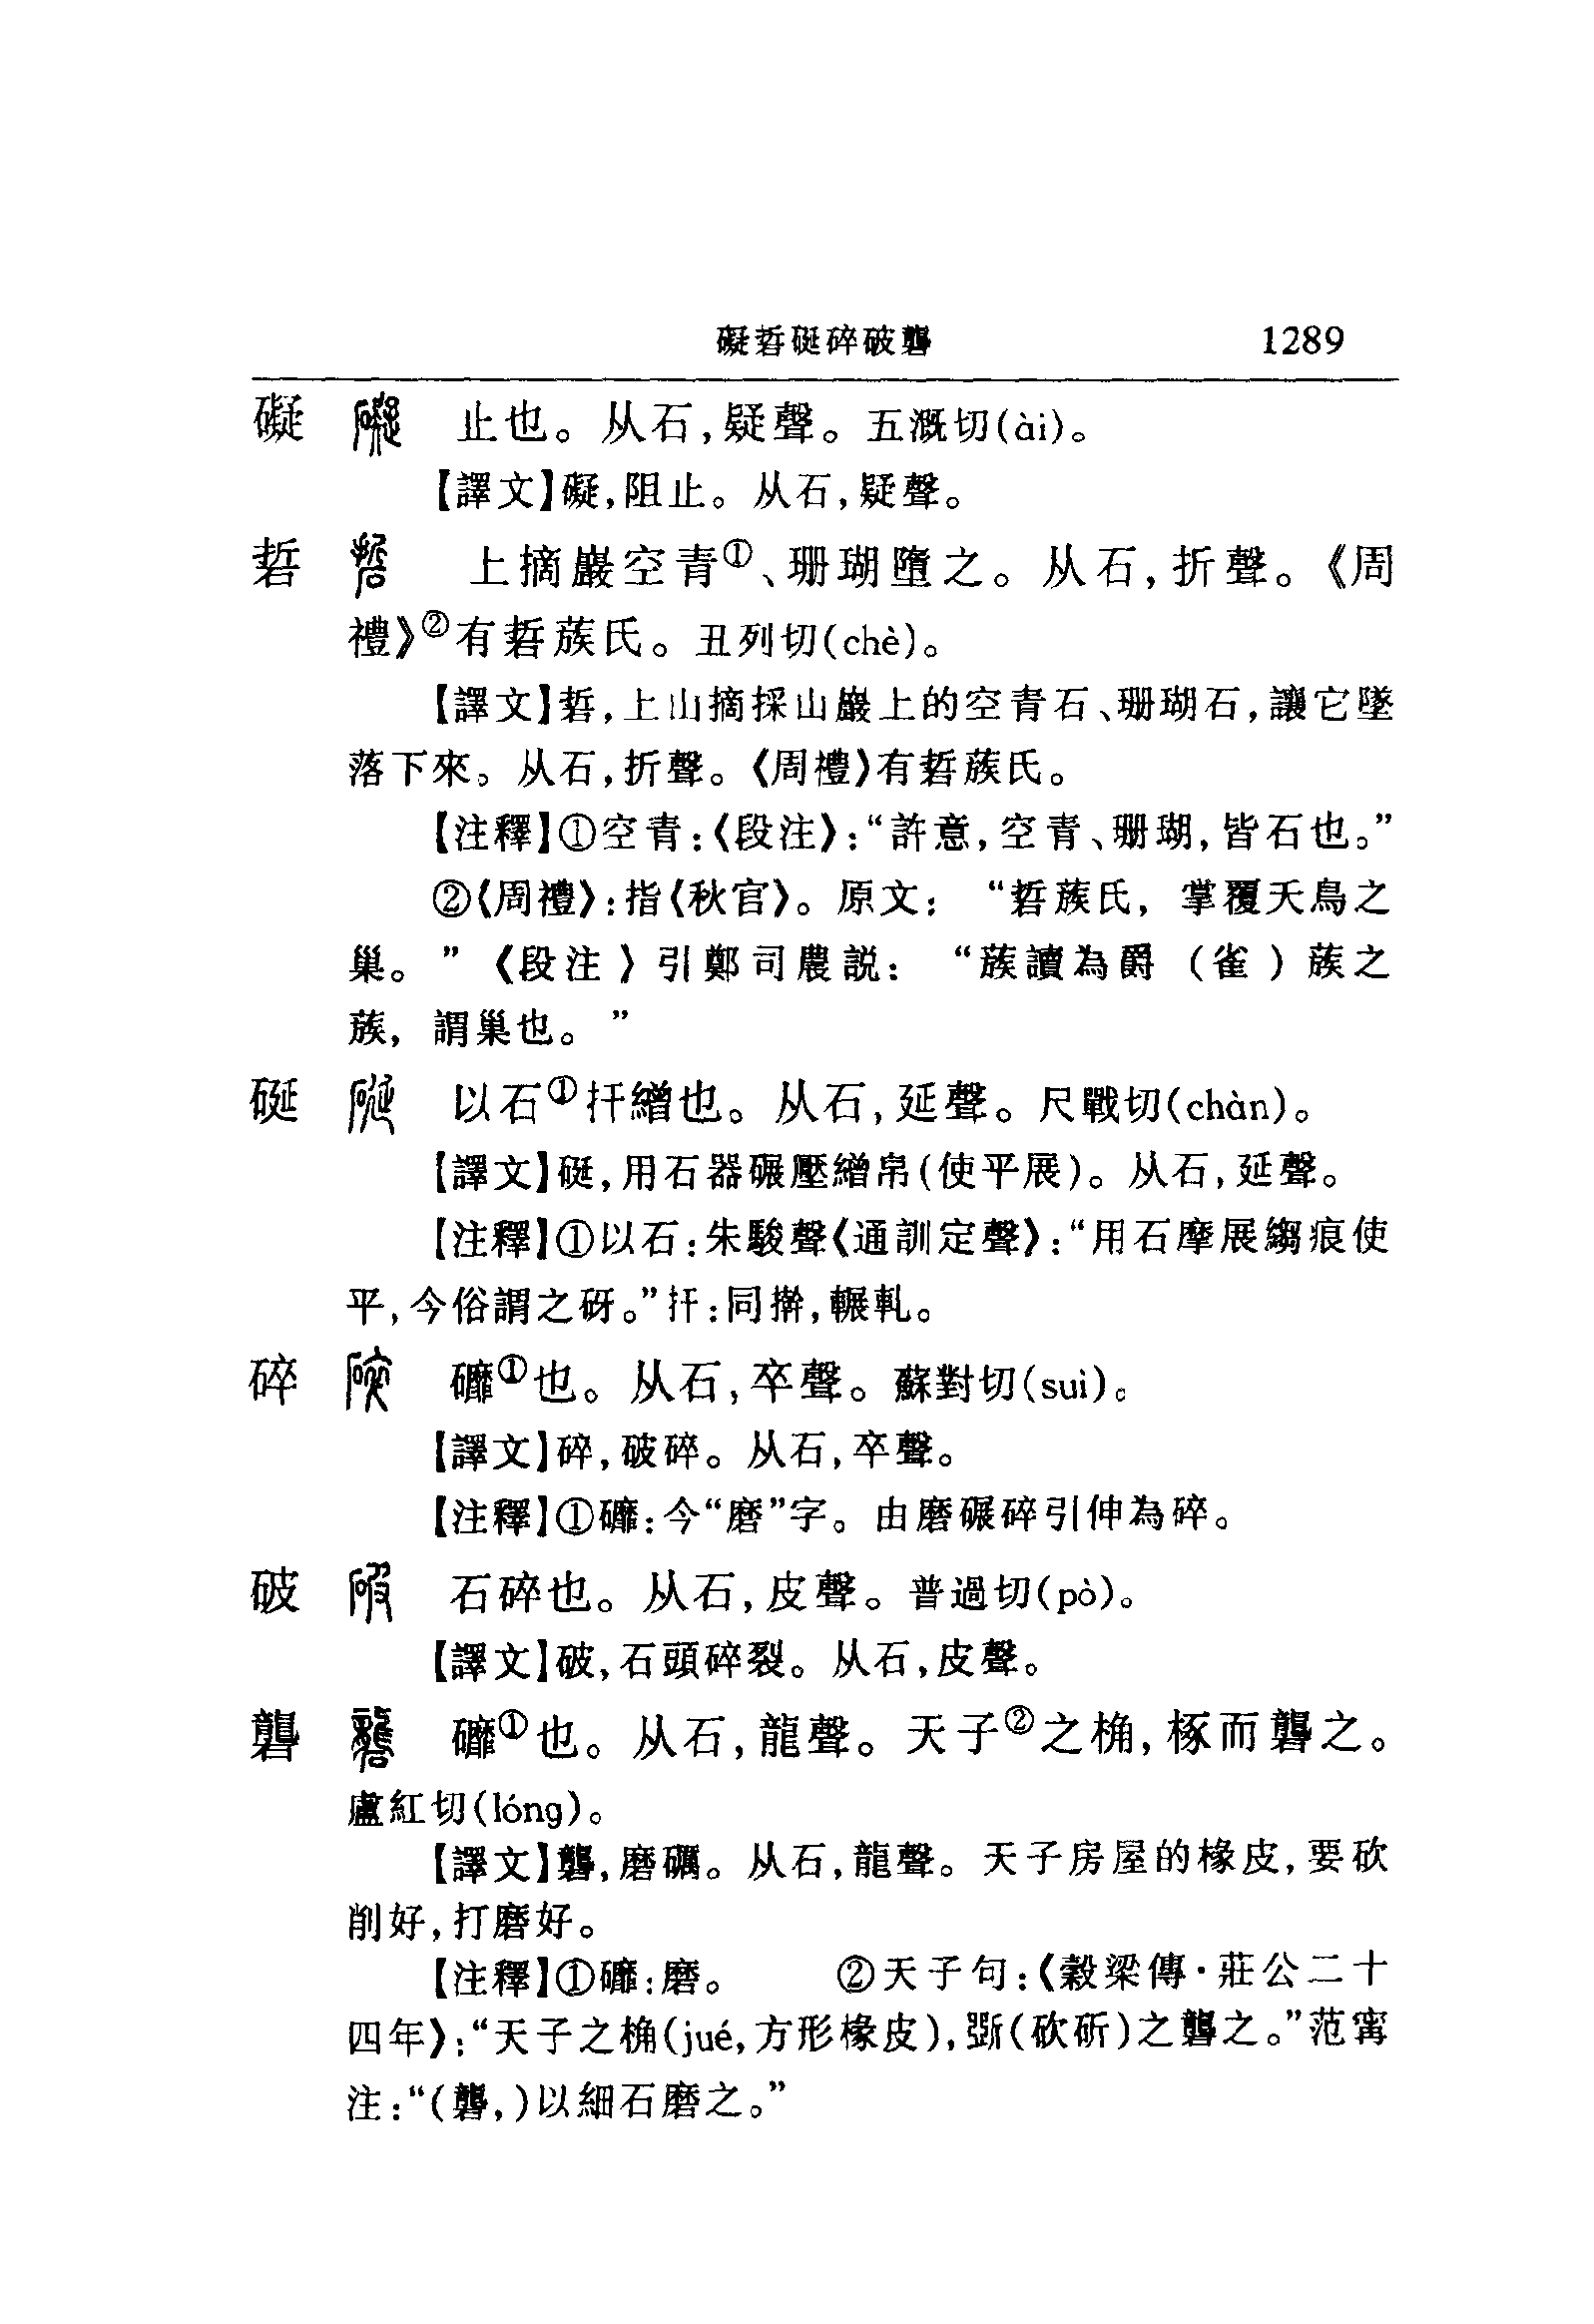 礙硩硟碎破礱 1289
礙 止也。从石,疑聲。五溉切(ài)。
【譯文】礙,阻止。从石,疑聲。
硩 上摘巖空青①、珊瑚墮之。从石,折聲。《周
禮》②有硩蔟氏。丑列切(chè)。
【譯文】硩,上山摘採山巖上的空青石、珊瑚石,讓它墜
落下來。从石,折聲。《周禮》有硩蔟氏。
【注釋】①空青:《段注》:“許意,空青、珊瑚,皆石也。”
②《周禮》:指《秋官》。原文: “硩蔟氏, 掌覆夭鳥之
巢。 ” 《段注 》引鄭司農説: “蔟讀為爵 (雀 ) 蔟之
蔟, 謂巢也。 ”
硟 以石①扞繒也。从石,延聲。尺戰切(chàn)。
【譯文】硟,用石器碾壓繒帛(使平展)。从石,延聲。
【注釋】①以石:朱駿聲《通訓定聲》:“用石摩展縐痕使
平,今俗謂之砑。”扞:同擀,輾軋。
碎 䃺①也。从石,卒聲。蘇對切(suì)。
【譯文】碎,破碎。从石,卒聲。
【注釋】①䃺:今“磨”字。由磨碾碎引伸為碎。
破 石碎也。从石,皮聲。普過切(pò)。
【譯文】破,石頭碎裂。从石,皮聲。
礱 䃺①也。从石,龍聲。天子②之桷,椓而礱之。
盧紅切(lóng)。
【譯文】礱,磨礪。从石,龍聲。天子房屋的椽皮,要砍
削好,打磨好。
【注釋】①䃺:磨。 ②天子句:《穀梁傳·莊公二十
四年》:“天子之桷(jué,方形椽皮),斲(砍斫)之礱之。”范甯
注:“(礱,)以細石磨之。”